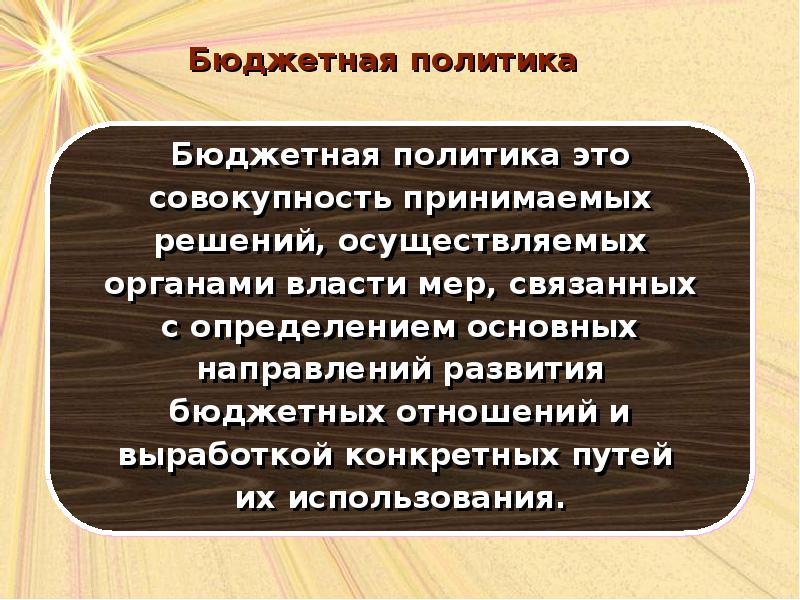 Бюджетная политика
Бюджетная политика это
совокупность принимаемых
решений, осуществляемых
органами власти мер, связанных
с определением основных
направлений развития
бюджетных отношений и
выработкой конкретных путей
их использования.